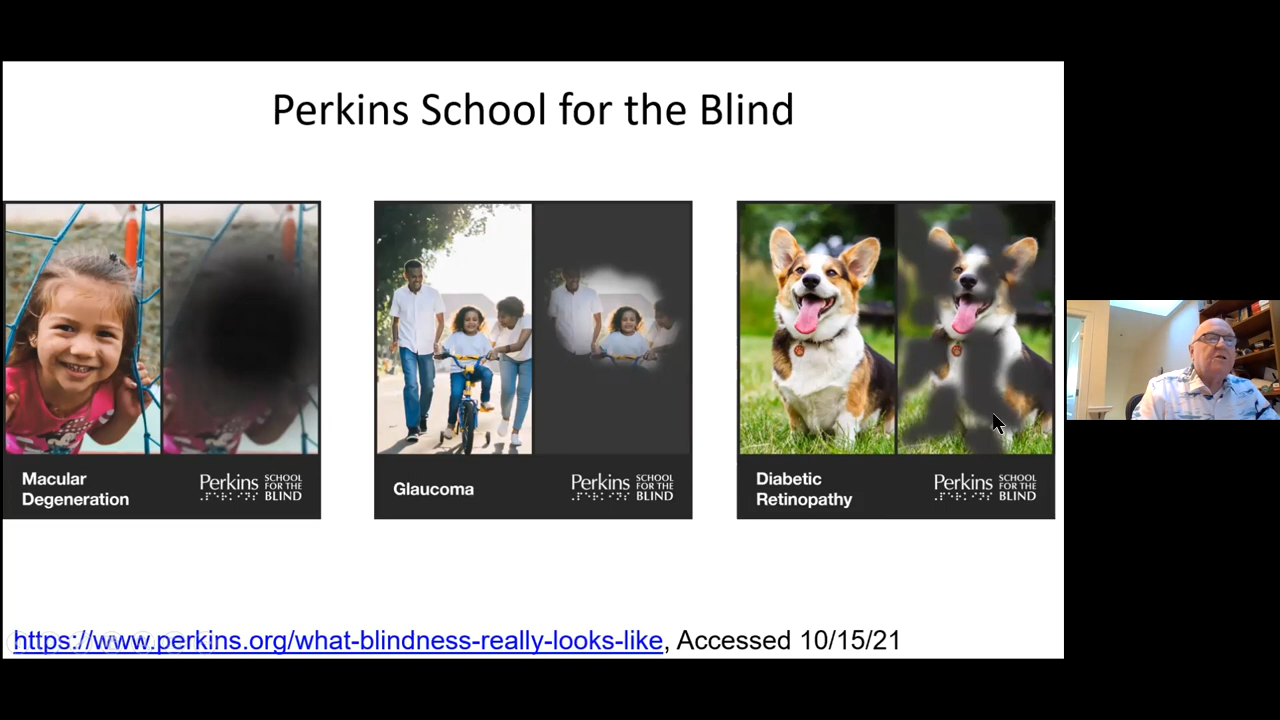 Perkins School for the Blind
Macular
Degeneration
Perkins SCHOOL
FOR THE
BLIND
⠠⠏⠑⠗⠅⠊⠝⠎
Glaucoma
Perkins SCHOOL
FOR THE
BLIND
⠠⠏⠑⠗⠅⠊⠝⠎
Diabetic
Retinopathy
Perkins SCHOOL
FOR THE
BLIND
⠠⠏⠑⠗⠅⠊⠝⠎
https://www.perkins.org/what-blindness-really-looks-like, Accessed 10/15/21